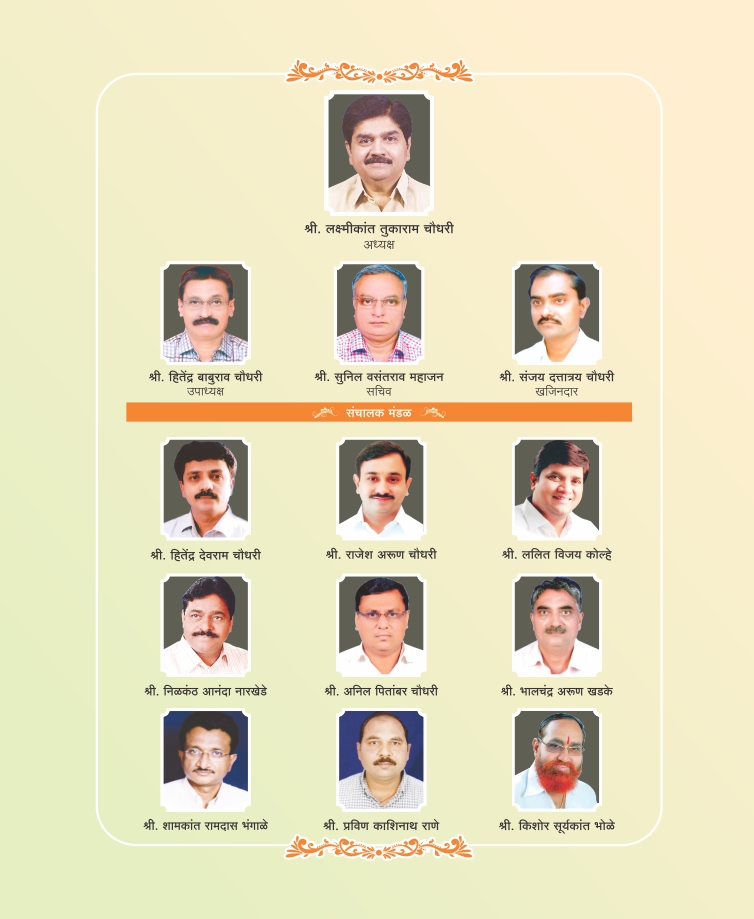 श्री. लक्ष्मीकांत तुकाराम चौधरी
अध्यक्ष
श्री. हितेंद्र बाबुराव चौधरी
उपाध्यक्ष
श्री. सुनिल वसंतराव महाजन
सचिव
श्री. संजय दत्तात्रय चौधरी
खजिनदार
संचालक मंडळ
श्री. हितेंद्र देवराम चौधरी
श्री. राजेश अरूण चौधरी
श्री. ललित विजय कोल्हे
श्री. निळकंठ आनंदा नारखेडे
श्री. अनिल पितांबर चौधरी
श्री. भालचंद्र अरूण खडके
श्री. शामकांत रामदास भंगाळे
श्री. प्रविण काशिनाथ राणे
श्री. किशोर सूर्यकांत भोळे